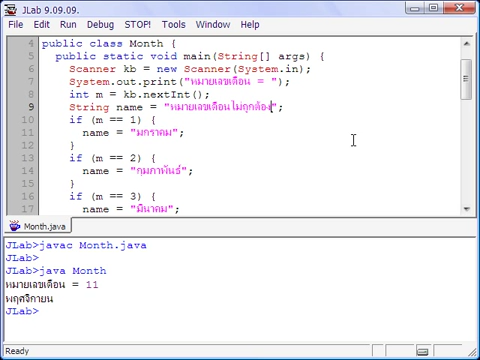 JLab 9.09.09.
File Edit Run Debug STOP! Tools Window Help
4 public class Month {
5 public static void main(String[] args) {
6 Scanner kb = new Scanner(System.in);
7 System.out.print("หมายเลขเดือน = ");
8 int m = kb.nextInt();
9 String name = "หมายเลขเดือนไม่ถูกต้อง";
10 if (m == 1) {
11 name = "มกราคม";
12 }
13 if (m == 2) {
14 name = "กุมภาพันธ์";
15 }
16 if (m == 3) {
17 name = "มีนาคม";
Month.java
JLab>javac Month.java
JLab>
JLab>java Month
หมายเลขเดือน = 11
พฤศจิกายน
JLab>
Ready